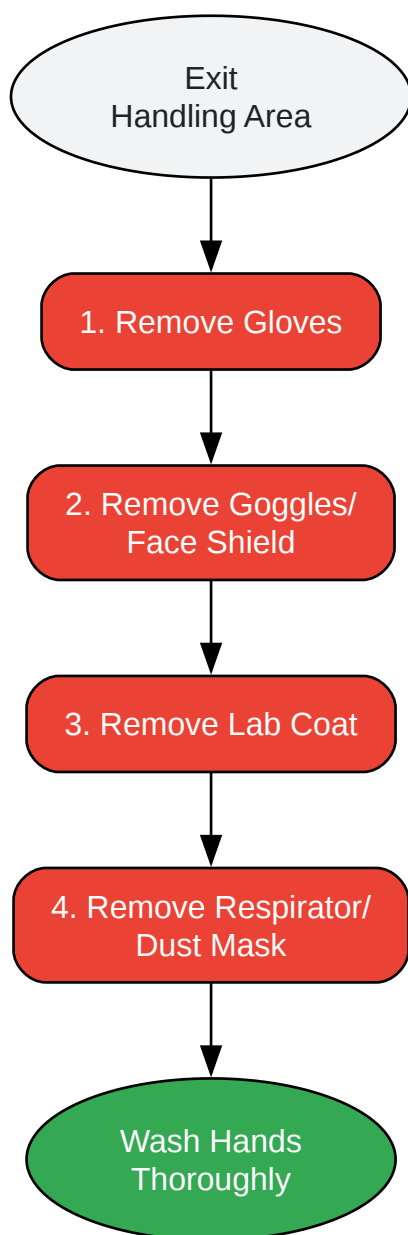 Exit
Handling Area
1. Remove Gloves
2. Remove Goggles/
Face Shield
3. Remove Lab Coat
4. Remove Respirator/
Dust Mask
Wash Hands
Thoroughly